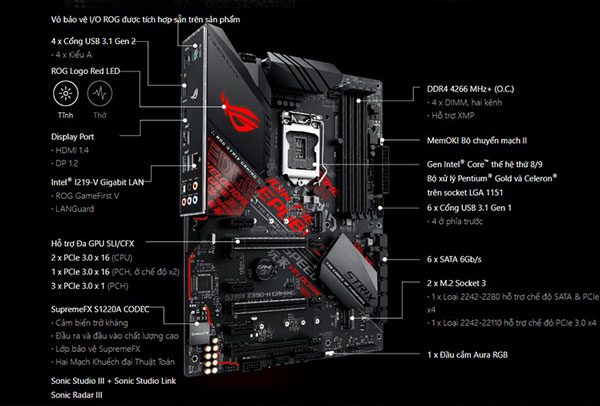 Vỏ bảo vệ I/O ROG được tích hợp sẵn trên sản phẩm
4 x Cổng USB 3.1 Gen 2
• 4 x Kiểu A
ROG Logo Red LED
Tĩnh
Thở
Display Port
• HDMI 1.4
• DP 1.2
Intel® I219-V Gigabit LAN
• ROG GameFirst V
• LANGuard
Hỗ trợ Đa GPU SLI/CFX
2 x PCIe 3.0 x 16 (CPU)
1 x PCIe 3.0 x 16 (PCH, ở chế độ x2)
3 x PCIe 3.0 x 1 (PCH)
SupremeFX S1220A CODEC
• Cảm biến trở kháng
• Đầu ra và đầu vào chất lượng cao
• Lớp bảo vệ SupremeFX
• Hai Mạch Khuếch đại Thuật Toán
Sonic Studio III + Sonic Studio Link
Sonic Radar III
ROG STRIX GAMING
STRIX Z390-H GAMING
SPEED
STRIX
DDR4 4266 MHz+ (O.C.)
• 4 x DIMM, hai kênh
• Hỗ trợ XMP
MemOK! Bộ chuyển mạch II
Gen Intel® Core™ thế hệ thứ 8/9
Bộ xử lý Pentium® Gold và Celeron®
trên socket LGA 1151
6 x Cổng USB 3.1 Gen 1
• 4 ở phía trước
6 x SATA 6Gb/s
2 x M.2 Socket 3
• 1 x Loại 2242-2280 hỗ trợ chế độ SATA & PCIe
x4
• 1 x Loại 2242-22110 hỗ trợ chế độ PCIe 3.0 x4
1 x Đầu cắm Aura RGB